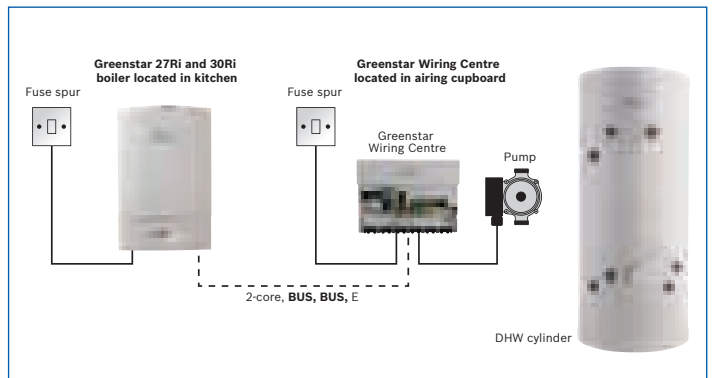 Greenstar 27Ri and 30Ri
boiler located in kitchen
Fuse spur
Greenstar Wiring Centre
located in airing cupboard
Fuse spur
Greenstar
Wiring Centre
Pump
2-core, BUS, BUS, E
DHW cylinder